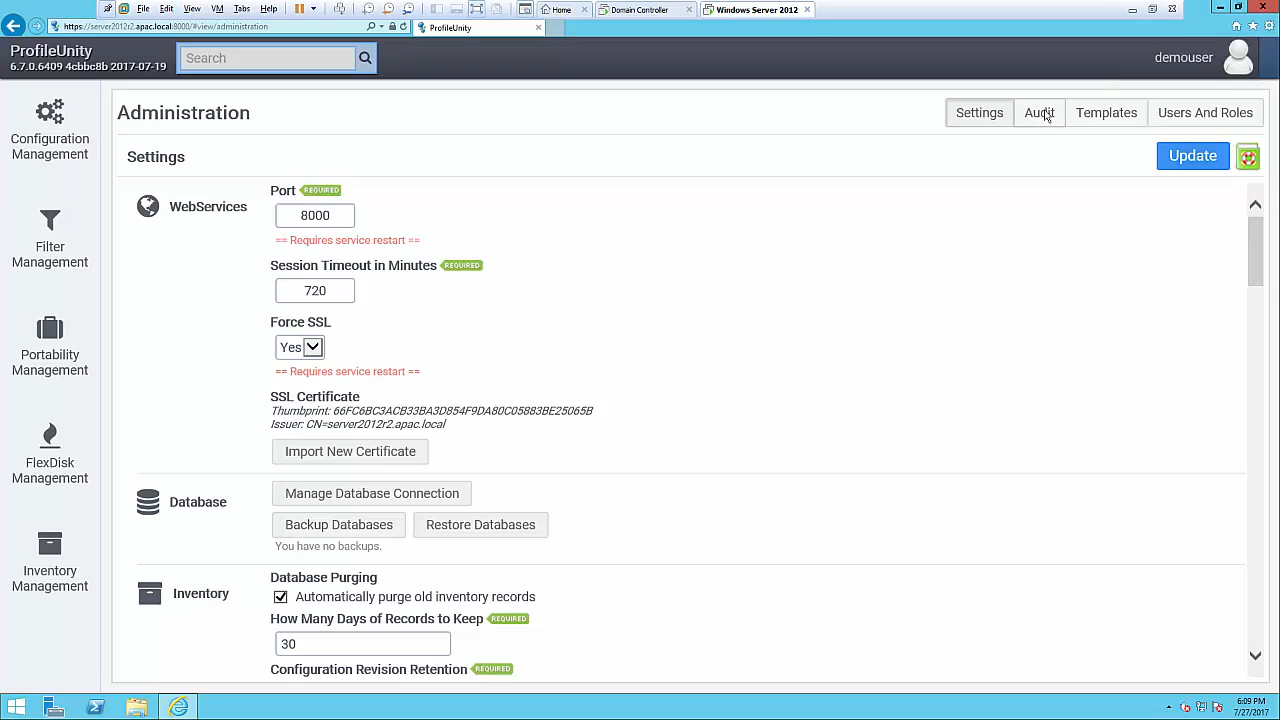 File Edit View VM Tabs Help Home Domain Controller Windows Server 2012
https://server2012r2.apac.local:8000/#view/administration
ProfileUnity
ProfileUnity
6.7.0.6409 4cbbc8b 2017-07-19
Search
demouser
Configuration
Management
Filter
Management
Portability
Management
FlexDisk
Management
Inventory
Management
Administration
Settings Audit Templates Users And Roles
Settings
Update
WebServices
Port REQUIRED
8000
== Requires service restart ==
Session Timeout in Minutes REQUIRED
720
Force SSL
Yes
== Requires service restart ==
SSL Certificate
Thumbprint: 66FC6BC3ACB33BA3D854F9DA80C05883BE25065B
Issuer: CN=server2012r2.apac.local
Import New Certificate
Database
Manage Database Connection
Backup Databases Restore Databases
You have no backups.
Inventory
Database Purging
Automatically purge old inventory records
How Many Days of Records to Keep REQUIRED
30
Configuration Revision Retention REQUIRED
6:09 PM
7/27/2017